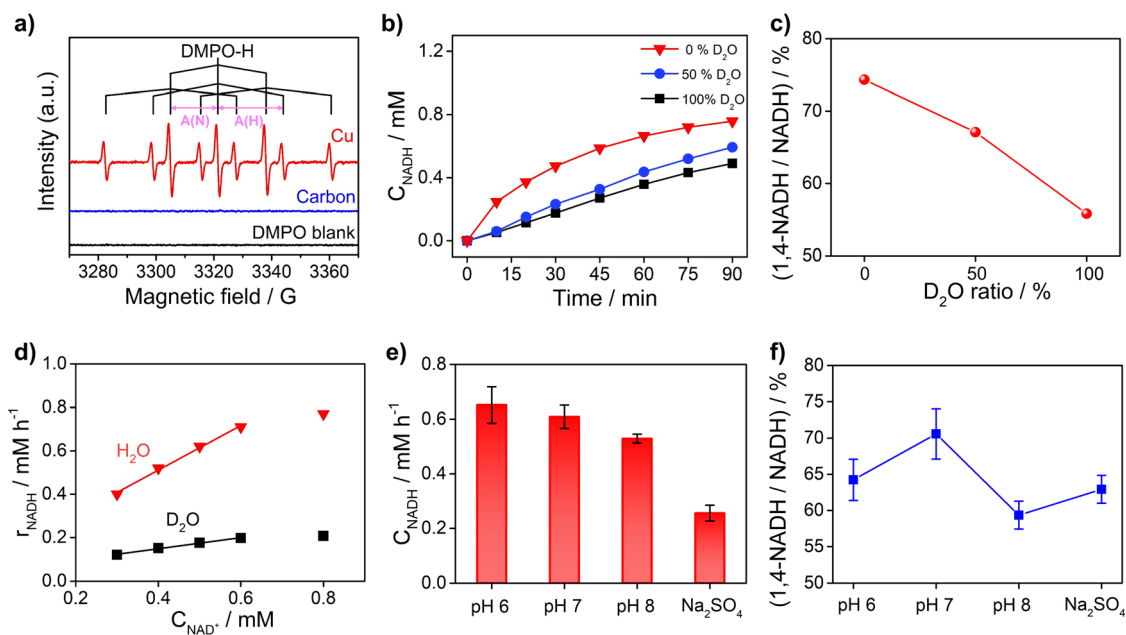 a)
DMPO-H
A(N)
A(H)
Cu
Carbon
DMPO blank
Intensity (a.u.)
3280
3300
3320
3340
3360
Magnetic field / G
b)
0 % D₂O
50 % D₂O
100% D₂O
1.2
0.8
0.4
0.0
C_NADH / mM
0
15
30
45
60
75
90
Time / min
c)
80
70
60
50
(1,4-NADH / NADH) / %
0
50
100
D₂O ratio / %
d)
1.0
0.8
0.6
0.4
0.2
0.0
H₂O
D₂O
r_NADH / mM h⁻¹
0.2
0.4
0.6
0.8
C_NAD⁺ / mM
e)
0.8
0.6
0.4
0.2
0.0
C_NADH / mM h⁻¹
pH 6
pH 7
pH 8
Na₂SO₄
f)
80
75
70
65
60
55
50
(1,4-NADH / NADH) / %
pH 6
pH 7
pH 8
Na₂SO₄